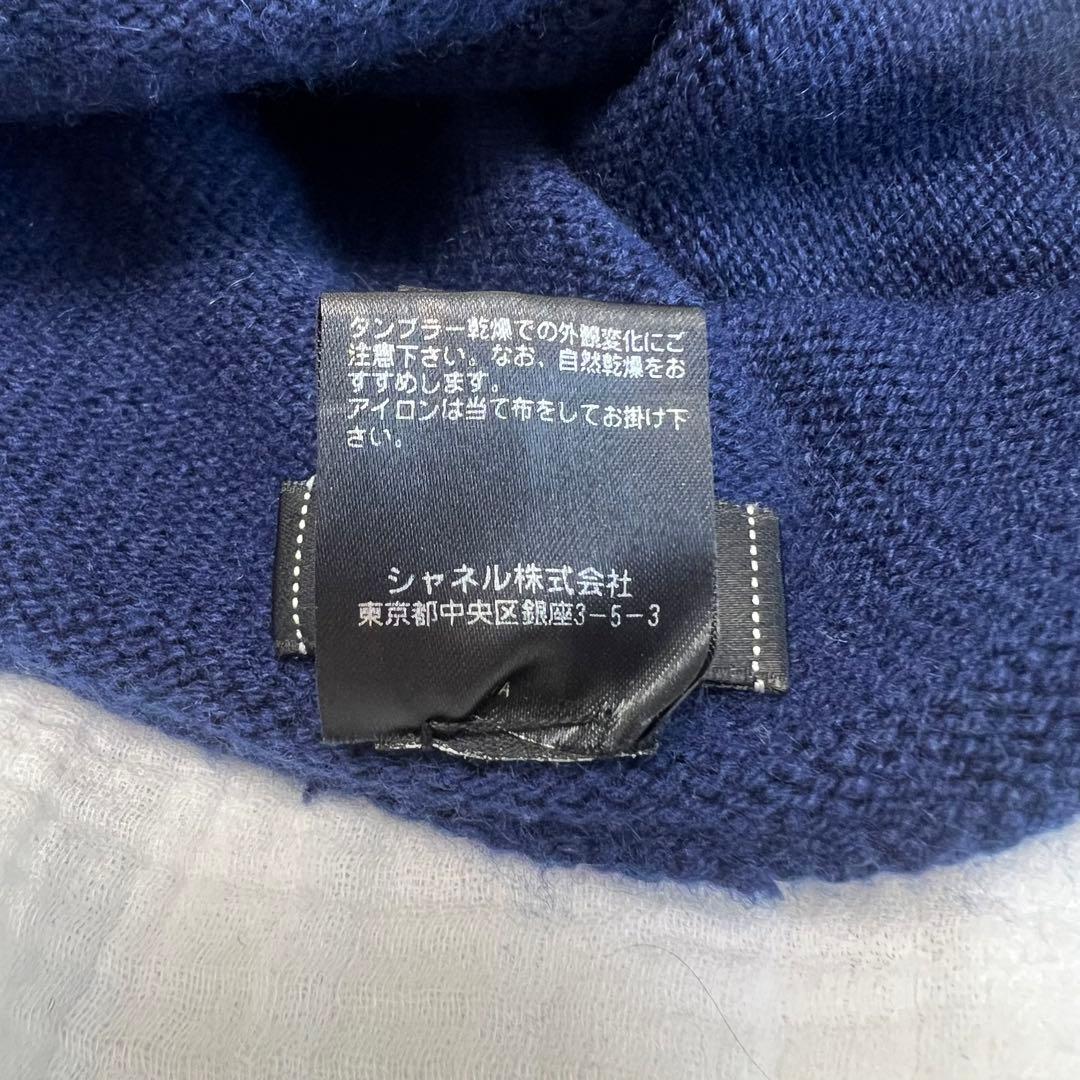 タンブラー乾燥での外観変化にご
注意下さい。なお、自然乾燥をお
すすめします。
アイロンは当て布をしてお掛け下
さい。
シャネル株式会社
東京都中央区銀座3-5-3